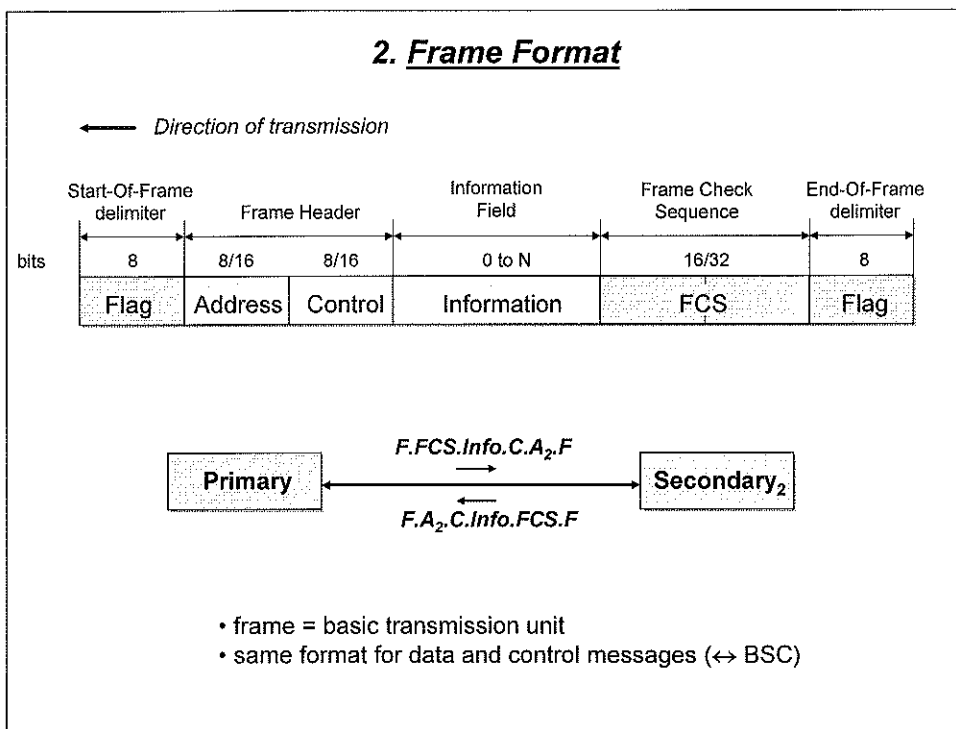 2. Frame Format
Direction of transmission
Start-Of-Frame delimiter
Frame Header
Information Field
Frame Check Sequence
End-Of-Frame delimiter
bits 8 8/16 8/16 0 to N 16/32 8
Flag Address Control Information FCS Flag
F.FCS.Info.C.A₂.F
Primary Secondary₂
F.A₂.C.Info.FCS.F
• frame = basic transmission unit
• same format for data and control messages (↔ BSC)